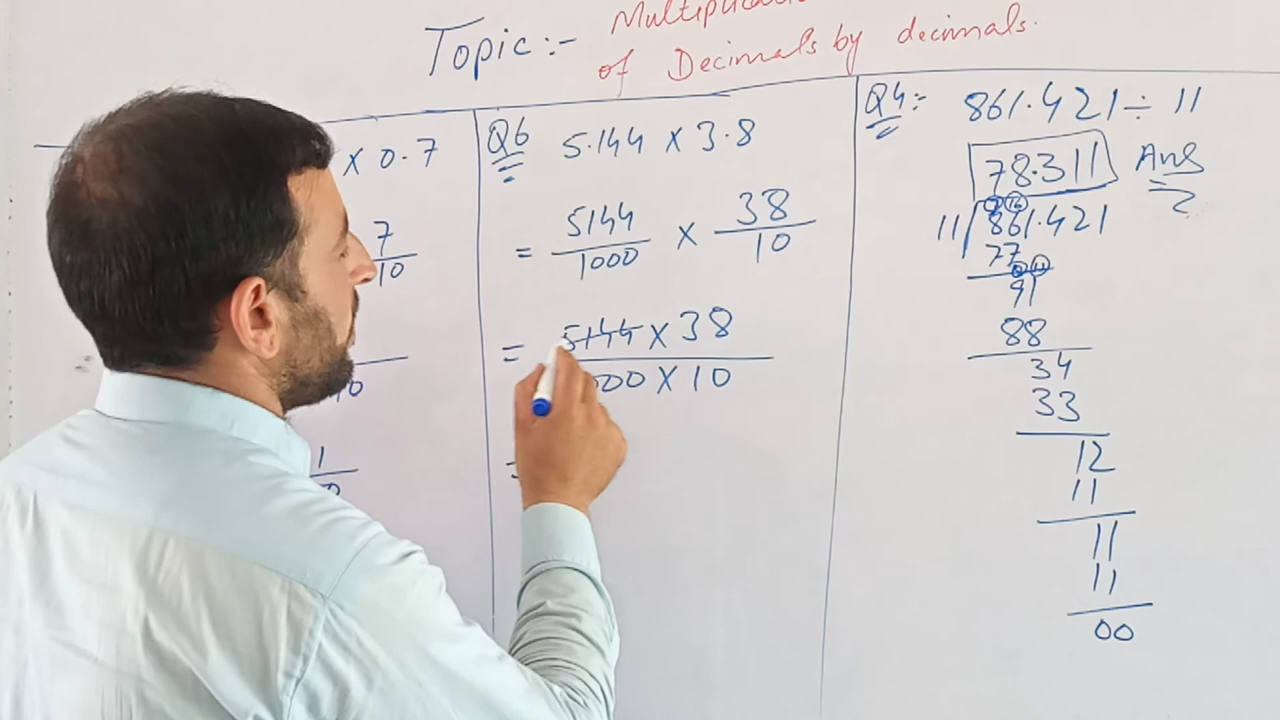 Topic:-
of Decimals by decimals.
× 0.7
7
10
10
1
Q6
5.144 × 3.8
= 5144 × 38
1000 10
= 5144 × 38
000 × 10
Q4:- 861.421 ÷ 11
78.311 Ans
11 861.421
77
91
88
34
33
12
11
11
11
00